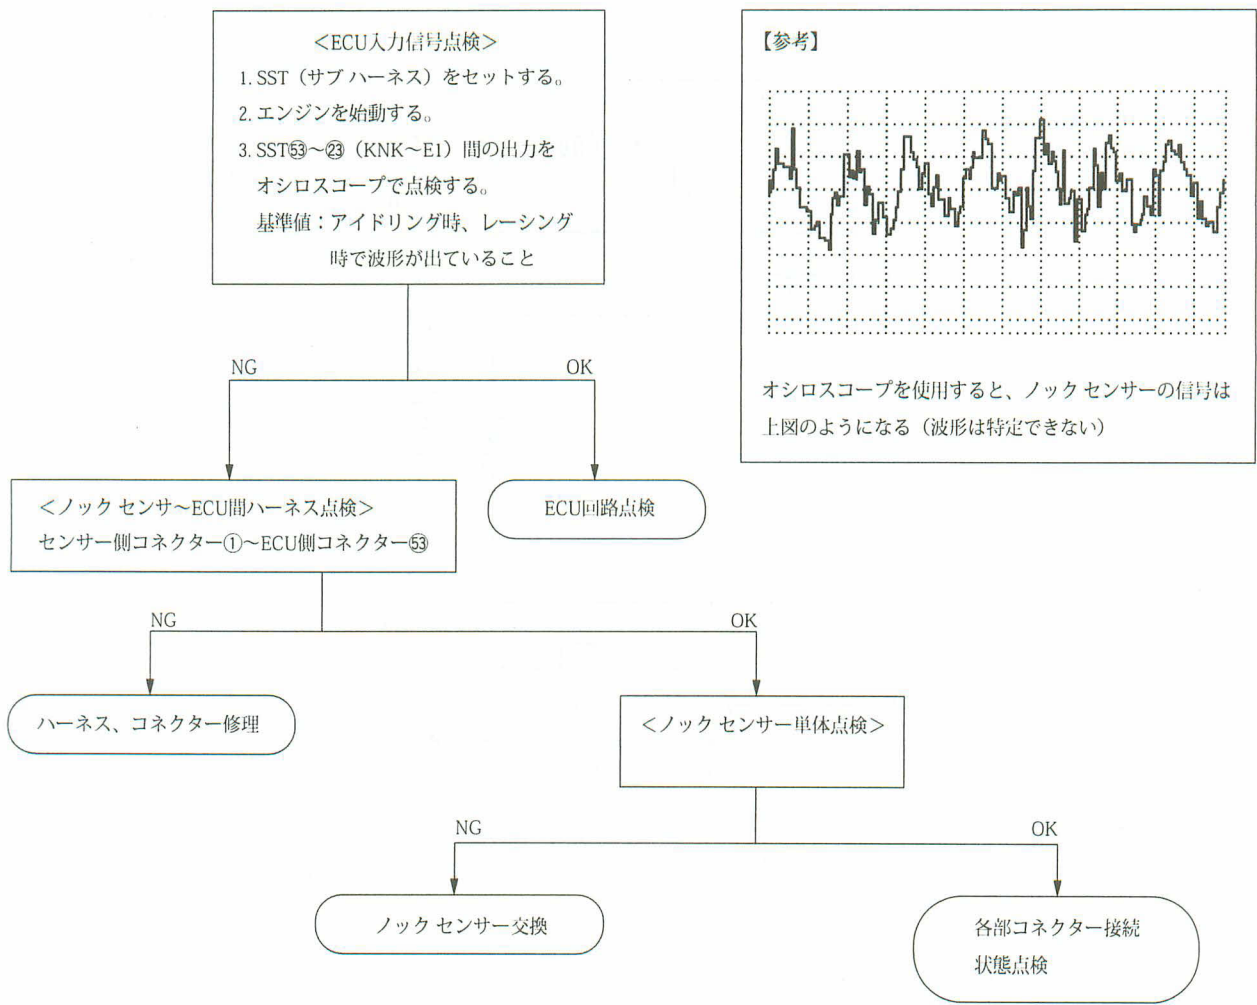 <ECU入力信号点検>
1. SST(サブ ハーネス)をセットする。
2. エンジンを始動する。
3. SST㊾~㉓(KNK~E1)間の出力を
オシロスコープで点検する。
基準値:アイドリング時、レーシング
時で波形が出ていること
【参考】
オシロスコープを使用すると、ノック センサーの信号は
上図のようになる(波形は特定できない)
NG
OK
<ノック センサ~ECU間ハーネス点検>
センサー側コネクター①~ECU側コネクター53
ECU回路点検
NG
OK
ハーネス、コネクター修理
<ノック センサー単体点検>
NG
OK
ノック センサー交換
各部コネクター接続
状態点検